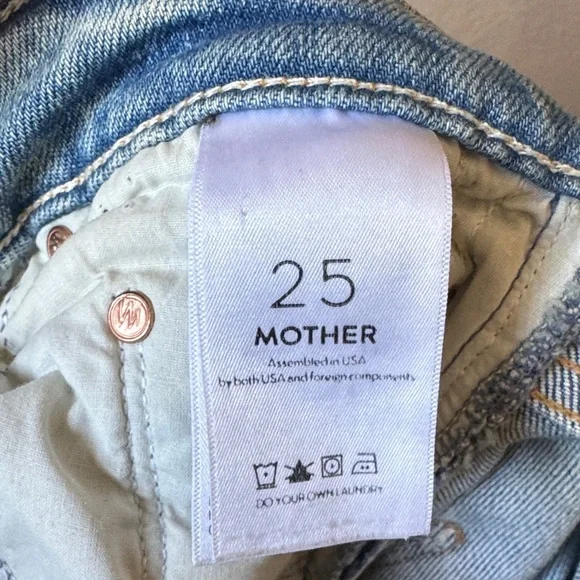 25
MOTHER
Assembled in USA
by both USA and foreign components
DO YOUR OWN LAUNDRY
M